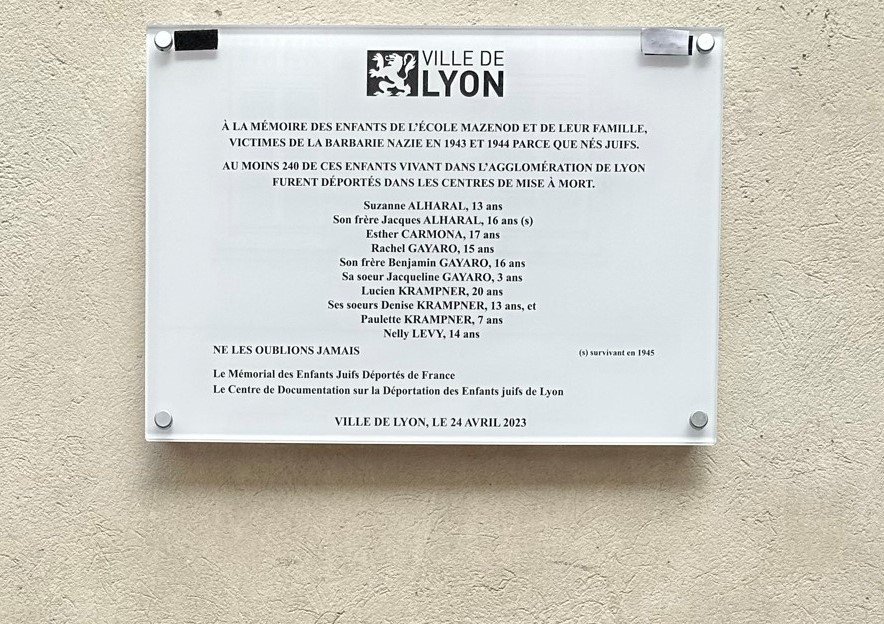 VILLE DE
LYON
À LA MÉMOIRE DES ENFANTS DE L'ÉCOLE MAZENOD ET DE LEUR FAMILLE,
VICTIMES DE LA BARBARIE NAZIE EN 1943 ET 1944 PARCE QUE NÉS JUIFS.
AU MOINS 240 DE CES ENFANTS VIVANT DANS L'AGGLOMÉRATION DE LYON
FURENT DÉPORTÉS DANS LES CENTRES DE MISE À MORT.
Suzanne ALHARAL, 13 ans
Son frère Jacques ALHARAL, 16 ans (s)
Esther CARMONA, 17 ans
Rachel GAYARO, 15 ans
Son frère Benjamin GAYARO, 16 ans
Sa soeur Jacqueline GAYARO, 3 ans
Lucien KRAMPNER, 20 ans
Ses soeurs Denise KRAMPNER, 13 ans, et
Paulette KRAMPNER, 7 ans
Nelly LEVY, 14 ans
NE LES OUBLIONS JAMAIS
(s) survivant en 1945
Le Mémorial des Enfants Juifs Déportés de France
Le Centre de Documentation sur la Déportation des Enfants juifs de Lyon
VILLE DE LYON, LE 24 AVRIL 2023